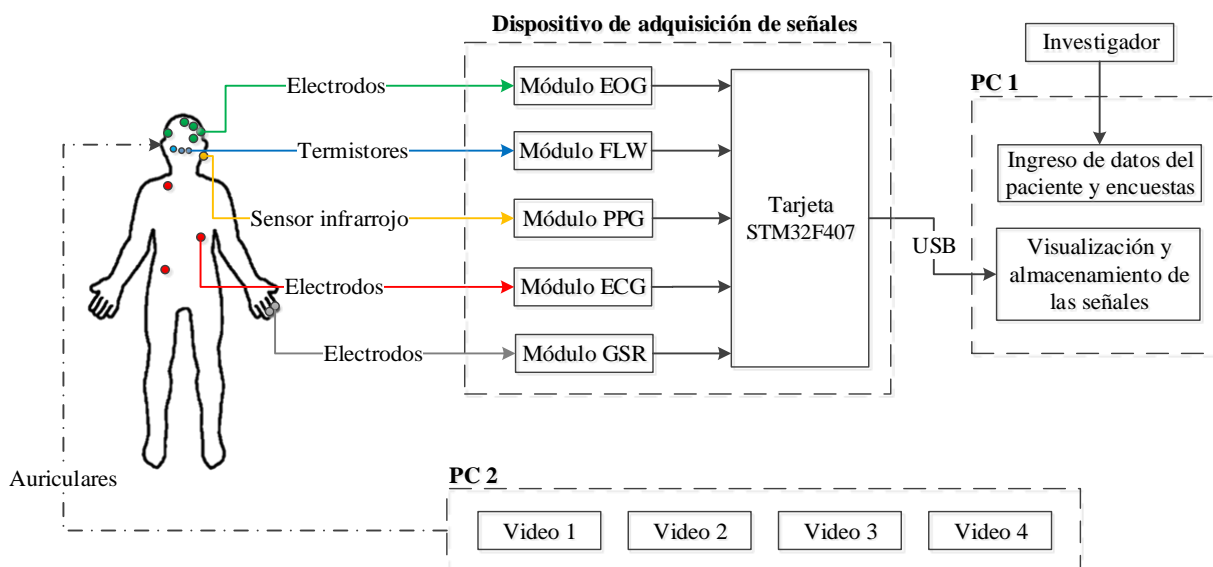 Dispositivo de adquisición de señales
Investigador
PC 1
Electrodos
Módulo EOG
Termistores
Módulo FLW
Ingreso de datos del
paciente y encuestas
Sensor infrarrojo
Módulo PPG
Tarjeta
STM32F407
USB
Visualización y
almacenamiento de
las señales
Electrodos
Módulo ECG
Electrodos
Módulo GSR
Auriculares
PC 2
Video 1
Video 2
Video 3
Video 4